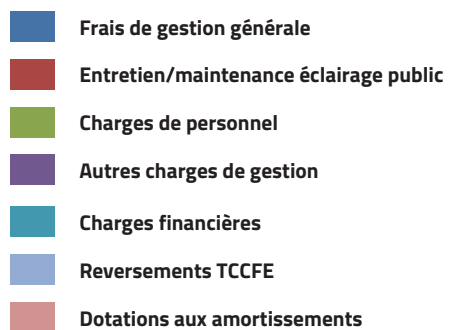 Frais de gestion générale
Entretien/maintenance éclairage public
Charges de personnel
Autres charges de gestion
Charges financières
Reversements TCCFE
Dotations aux amortissements